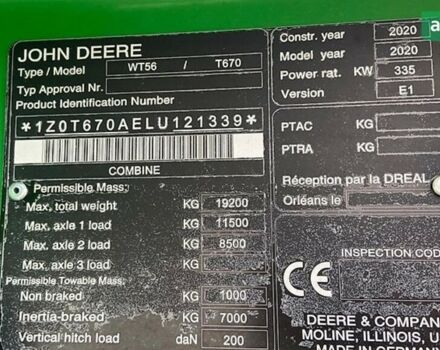 JOHN DEERE
Type / Model WT56 / T670
Typ Approval Nr.
Product Identification Number
*1Z0T670AELU121339*
COMBINE
Permissible Mass:
Max. total weight KG 19200
Max. axle 1 load KG 11500
Max. axle 2 load KG 8500
Max. axle 3 load KG
Permissible Towable Mass:
Non braked KG 1000
Inertia-braked KG 7000
Vertical hitch load daN 200
Constr. year 2020
Model year 2020
Power rat. KW 335
Version E1
PTAC KG
PTRA KG
Réception par la DREAL
Orléans le
INSPECTION COD
CE
DEERE & COMPAN
MOLINE, ILLINOIS, U
MADE IN GERMANY